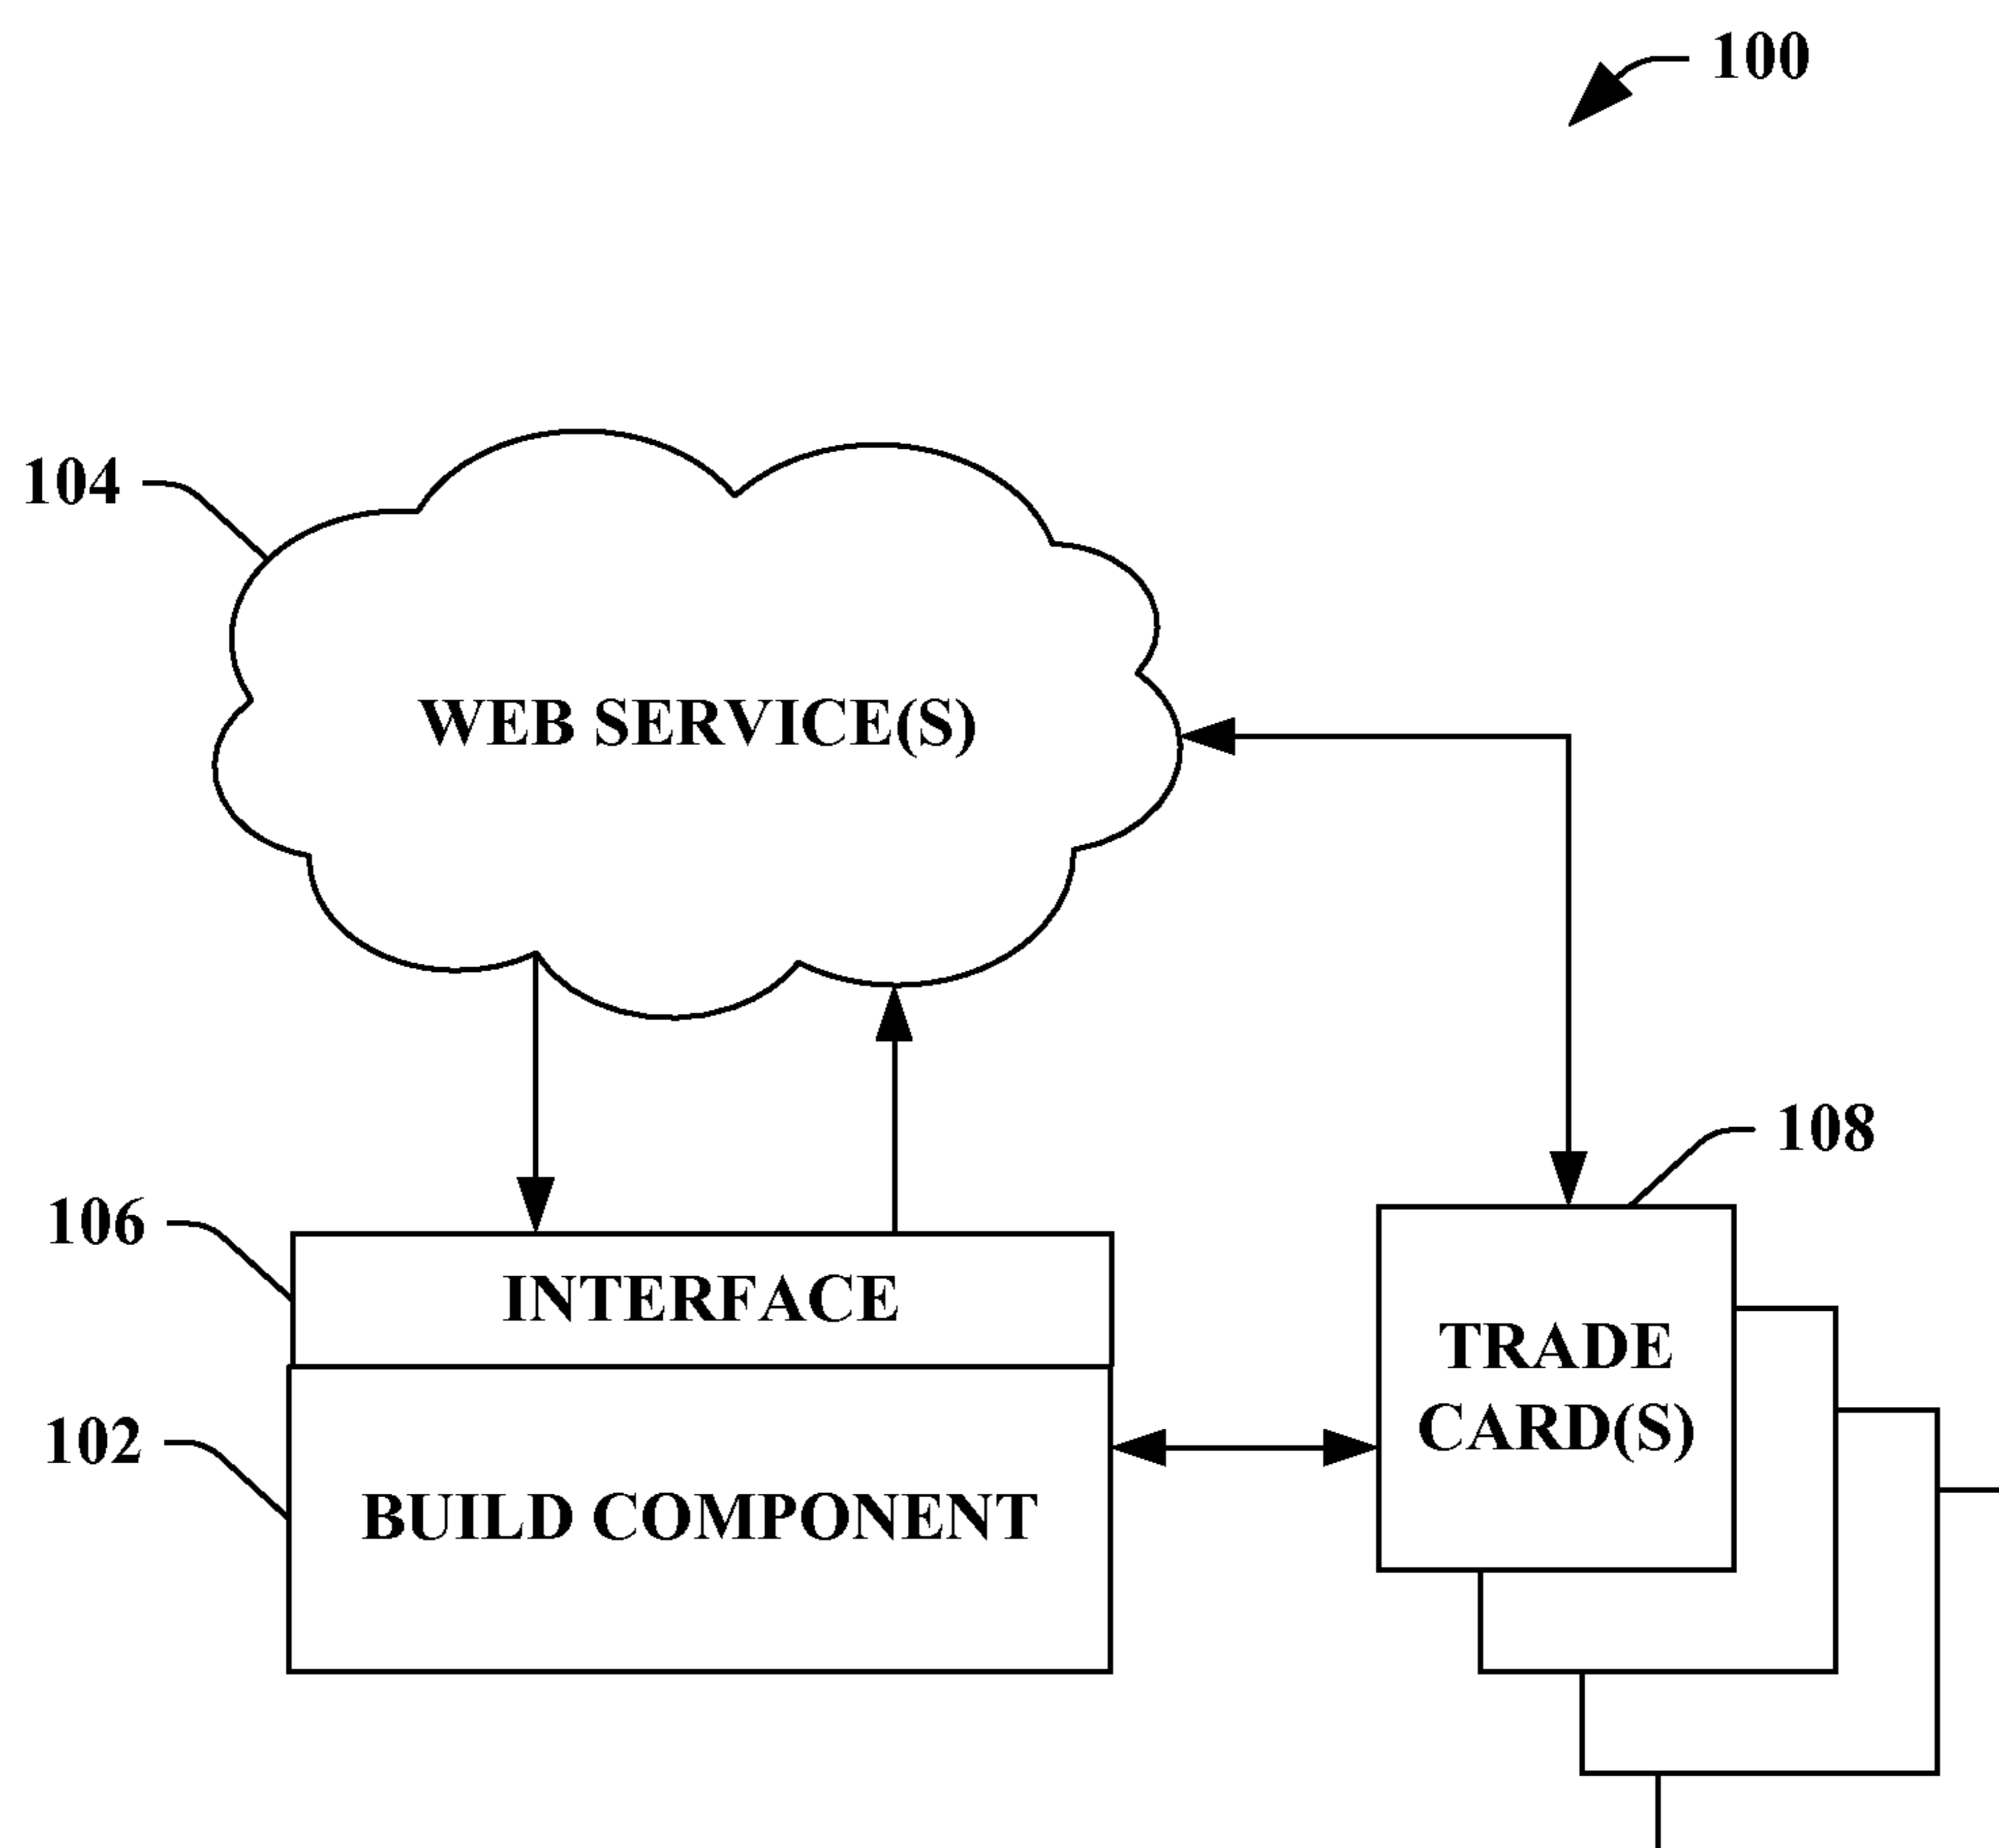 100
104
WEB SERVICE(S)
108
106
INTERFACE
TRADE
CARD(S)
102
BUILD COMPONENT